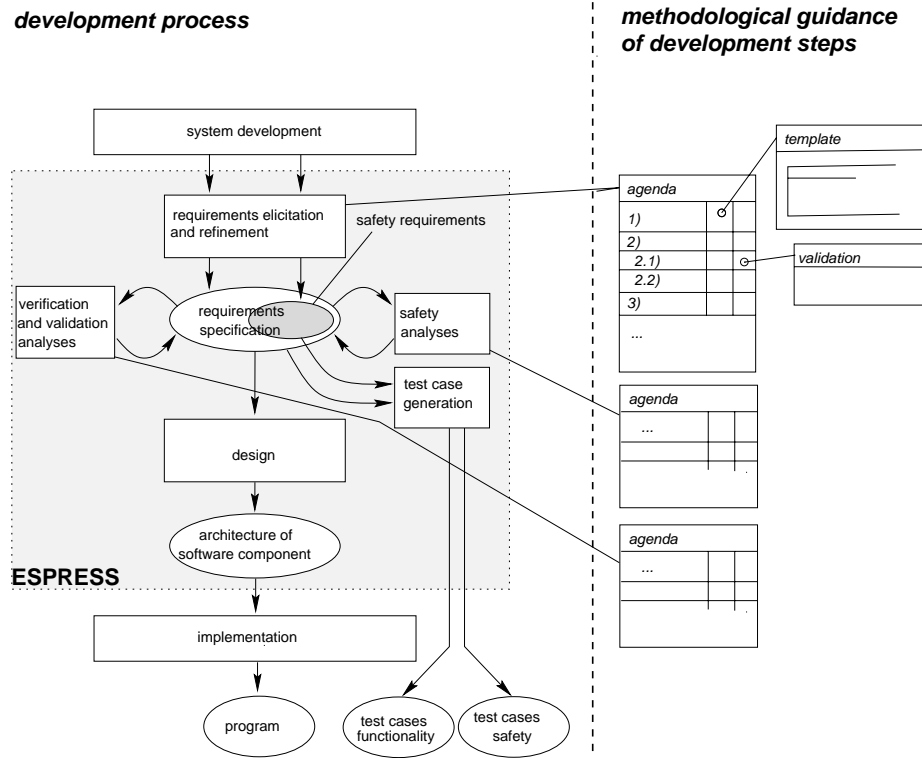 development process
methodological guidance
of development steps
system development
template
agenda
requirements elicitation
and refinement
safety requirements
1)
2)
2.1)
validation
2.2)
3)
...
verification
and validation
analyses
requirements
specification
safety
analyses
test case
generation
agenda
...
design
architecture of
software component
agenda
...
ESPRESS
implementation
program
test cases
functionality
test cases
safety